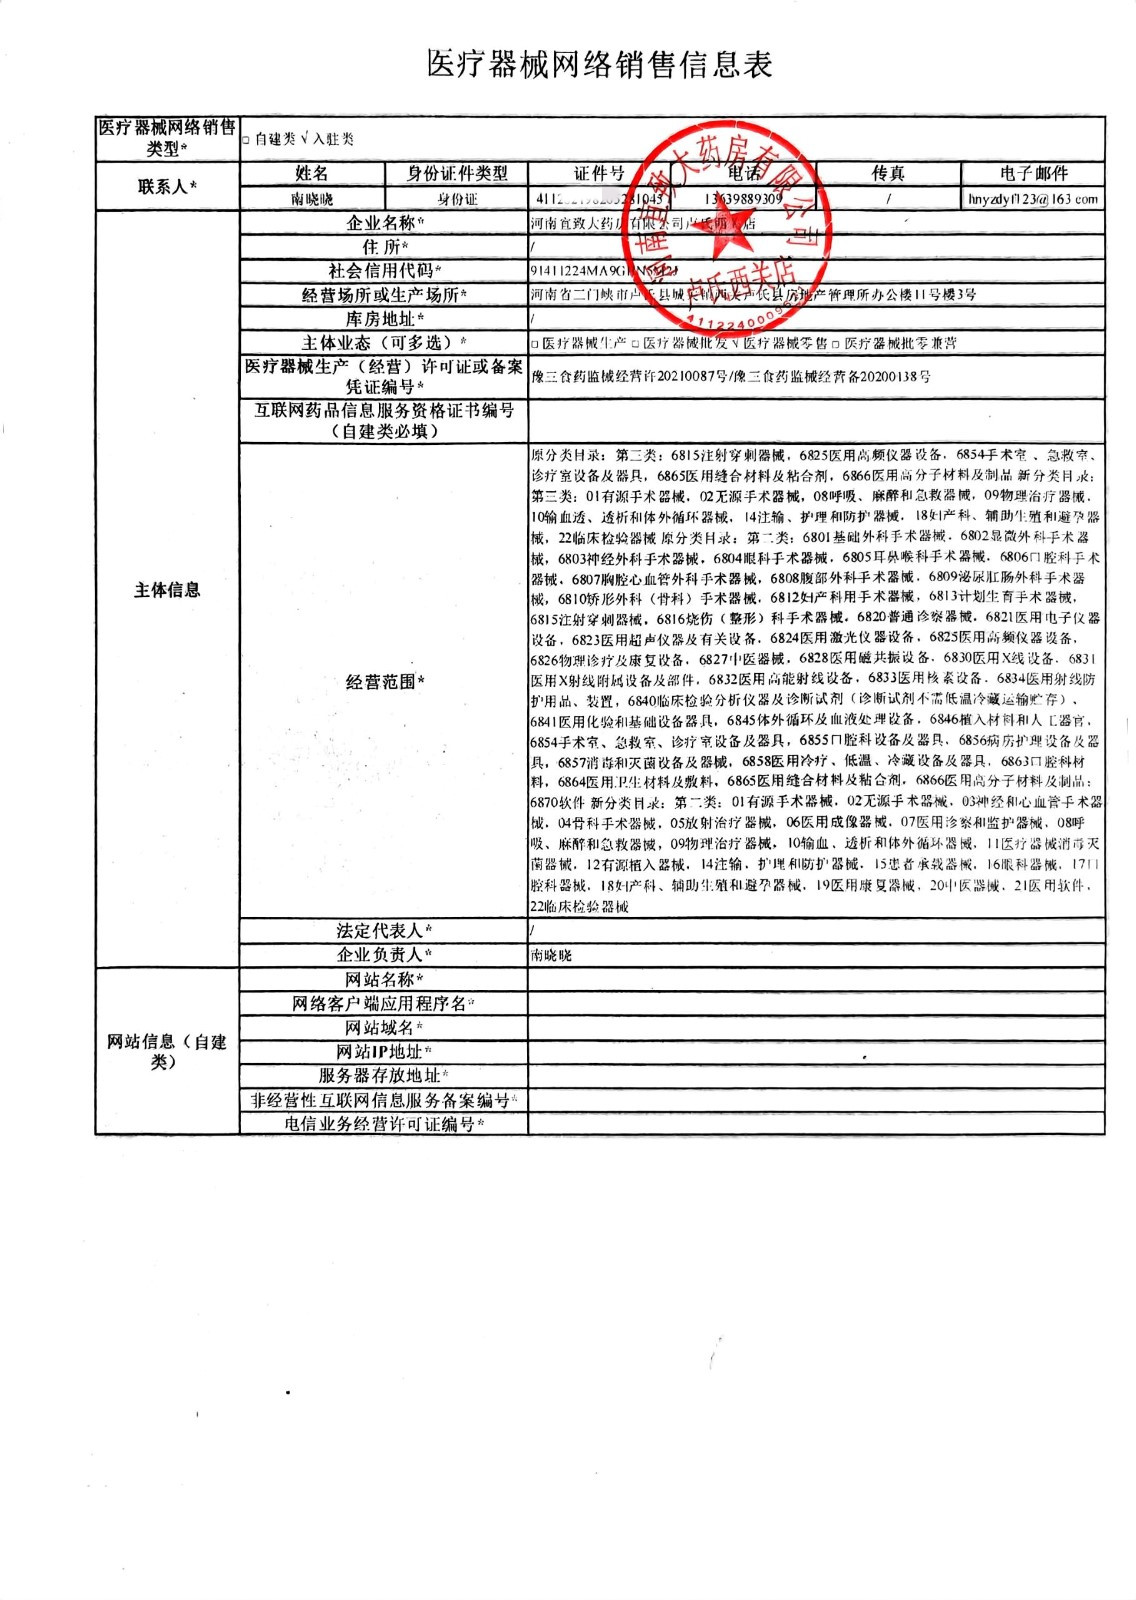 医疗器械网络销售信息表
医疗器械网络销售
类型*
□ 自建类 √ 入驻类
联系人*
姓名 身份证件类型 证件号 电话 传真 电子邮件
南晓晓 身份证 13639889309 /
企业名称* 河南宜致大药房有限公司卢氏西关店
住所* /
社会信用代码*
经营场所或生产场所* 房地产管理所办公楼11号楼3号
库房地址* /
主体业态（可多选）* □ 医疗器械生产 □ 医疗器械批发 √ 医疗器械零售 □ 医疗器械批零兼营
医疗器械生产（经营）许可证或备案
凭证编号*
豫三食药监械经营许20210087号/豫三食药监械经营备20200138号
互联网药品信息服务资格证书编号
（自建类必填）
主体信息
经营范围*
原分类目录：第三类：6815注射穿刺器械，6825医用高频仪器设备，6854手术室、急救室、
诊疗室设备及器具，6865医用缝合材料及粘合剂，6866医用高分子材料及制品 新分类目录：
第三类：01有源手术器械，02无源手术器械，08呼吸、麻醉和急救器械，09物理治疗器械，
10输血透、透析和体外循环器械，14注输、护理和防护器械，18妇产科、辅助生殖和避孕器
械，22临床检验器械 原分类目录：第二类：6801基础外科手术器械，6802显微外科手术器
械，6803神经外科手术器械，6804眼科手术器械，6805耳鼻喉科手术器械，6806口腔科手术
器械，6807胸腔心血管外科手术器械，6808腹部外科手术器械，6809泌尿肛肠外科手术器
械，6810矫形外科（骨科）手术器械，6812妇产科用手术器械，6813计划生育手术器械，
6815注射穿刺器械，6816烧伤（整形）科手术器械，6820普通诊察器械，6821医用电子仪器
设备，6823医用超声仪器及有关设备，6824医用激光仪器设备，6825医用高频仪器设备，
6826物理诊疗及康复设备，6827中医器械，6828医用磁共振设备，6830医用X线设备，6831
医用X射线附属设备及部件，6832医用高能射线设备，6833医用核素设备，6834医用射线防
护用品、装置，6840临床检验分析仪器及诊断试剂（诊断试剂不需低温冷藏运输贮存），
6841医用化验和基础设备器具，6845体外循环及血液处理设备，6846植入材料和人工器官，
6854手术室、急救室、诊疗室设备及器具，6855口腔科设备及器具，6856病房护理设备及器
具，6857消毒和灭菌设备及器械，6858医用冷疗、低温、冷藏设备及器具，6863口腔科材
料，6864医用卫生材料及敷料，6865医用缝合材料及粘合剂，6866医用高分子材料及制品；
6870软件 新分类目录：第二类：01有源手术器械，02无源手术器械，03神经和心血管手术器
械，04骨科手术器械，05放射治疗器械，06医用成像器械，07医用诊察和监护器械，08呼
吸、麻醉和急救器械，09物理治疗器械，10输血、透析和体外循环器械，11医疗器械消毒灭
菌器械，12有源植入器械，14注输、护理和防护器械，15患者承载器械，16眼科器械，17口
腔科器械，18妇产科、辅助生殖和避孕器械，19医用康复器械，20中医器械，21医用软件，
22临床检验器械
法定代表人* /
企业负责人* 南晓晓
网站信息（自建
类）
网站名称*
网络客户端应用程序名*
网站域名*
网站IP地址*
服务器存放地址*
非经营性互联网信息服务备案编号*
电信业务经营许可证编号*
河南宜致大药房有限公司
卢氏西关店